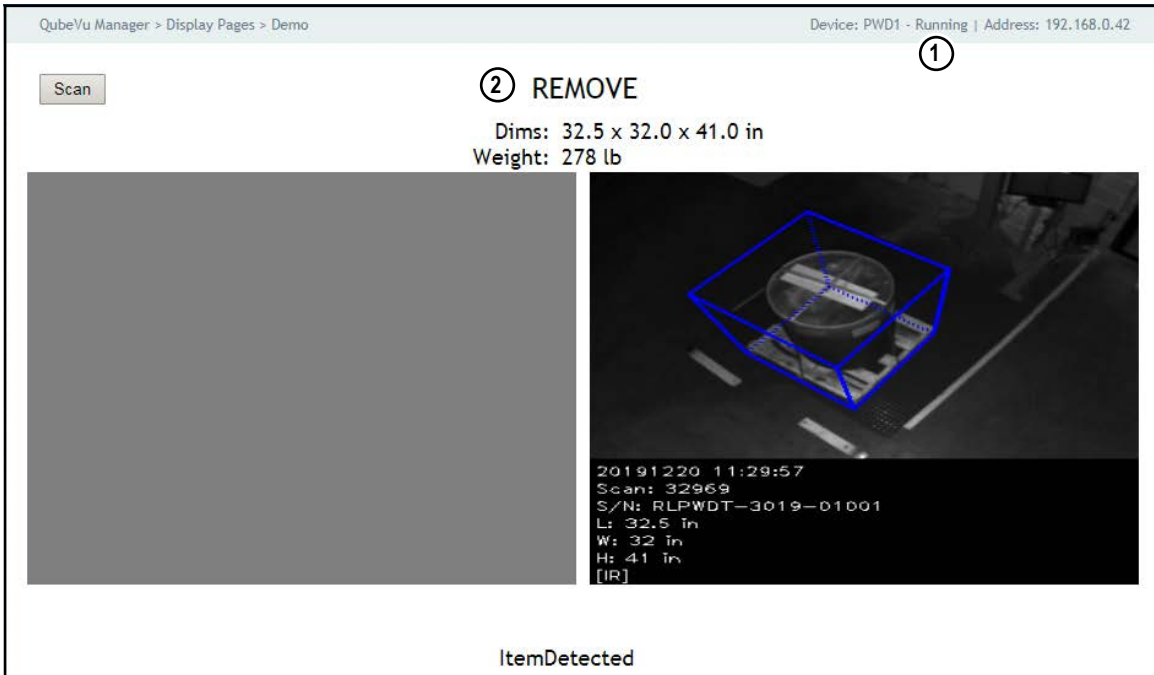 QubeVu Manager > Display Pages > Demo
Device: PWD1 - Running | Address: 192.168.0.42
1
Scan
2 REMOVE
Dims: 32.5 x 32.0 x 41.0 in
Weight: 278 lb
20191220 11:29:57
Scan: 32969
S/N: RLPWDT-3019-01001
L: 32.5 in
W: 32 in
H: 41 in
[IR]
ItemDetected